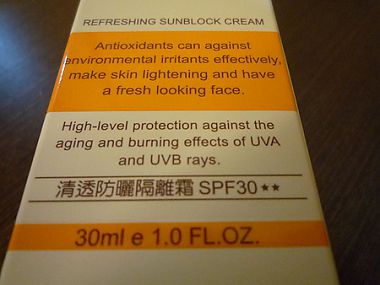 REFRESHING SUNBLOCK CREAM
Antioxidants can against
environmental irritants effectively,
make skin lightening and have
a fresh looking face.
High-level protection against the
aging and burning effects of UVA
and UVB rays.
清透防曬隔離霜 SPF30★★
30ml e 1.0 FL.OZ.